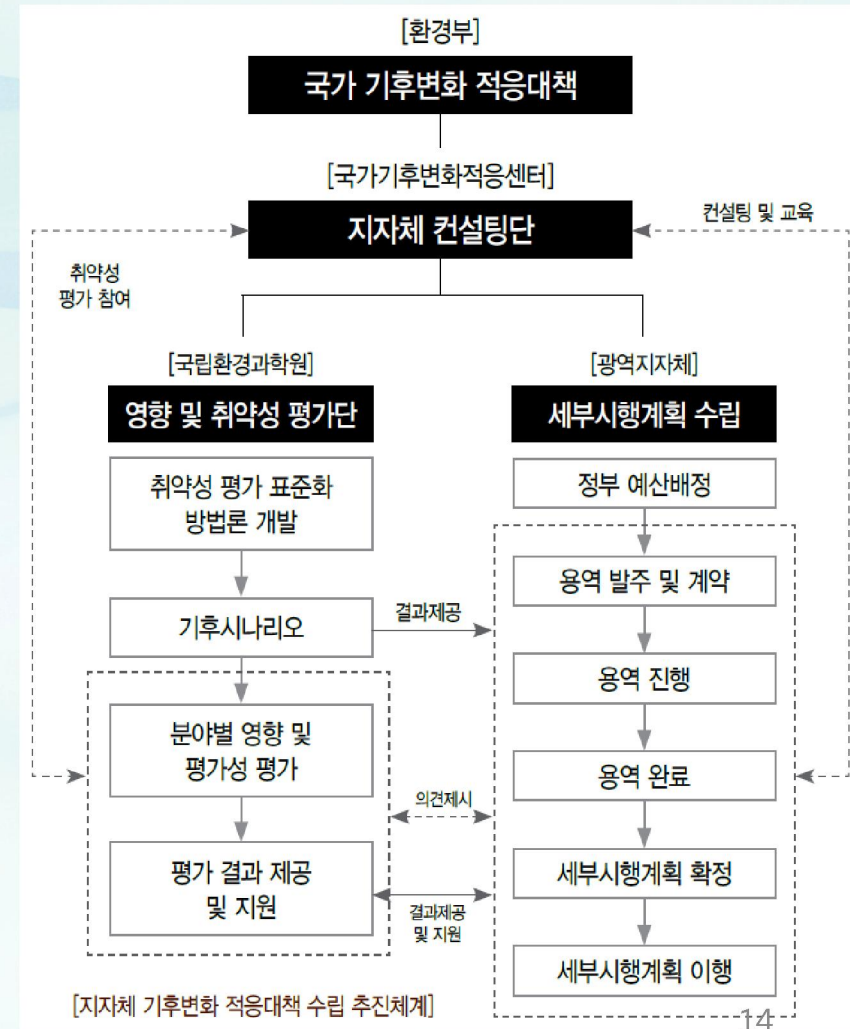 [환경부]
국가 기후변화 적응대책
[국가기후변화적응센터]
지자체 컨설팅단
컨설팅 및 교육
취약성
평가 참여
[국립환경과학원]
영향 및 취약성 평가단
취약성 평가 표준화
방법론 개발
기후시나리오
결과제공
분야별 영향 및
평가성 평가
평가 결과 제공
및 지원
의견제시
결과제공
및 지원
[광역지자체]
세부시행계획 수립
정부 예산배정
용역 발주 및 계약
용역 진행
용역 완료
세부시행계획 확정
세부시행계획 이행
[지자체 기후변화 적응대책 수립 추진체계]
14